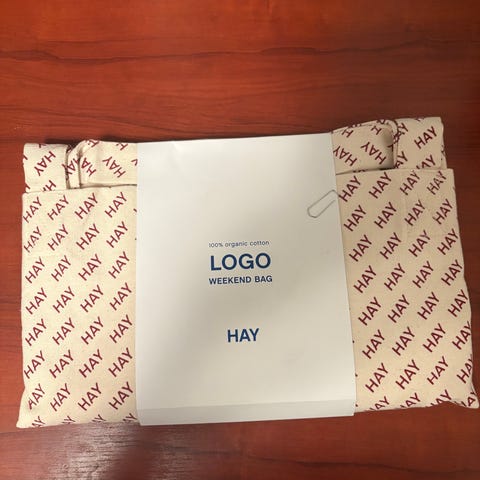 100% organic cotton
LOGO
WEEKEND BAG
HAY